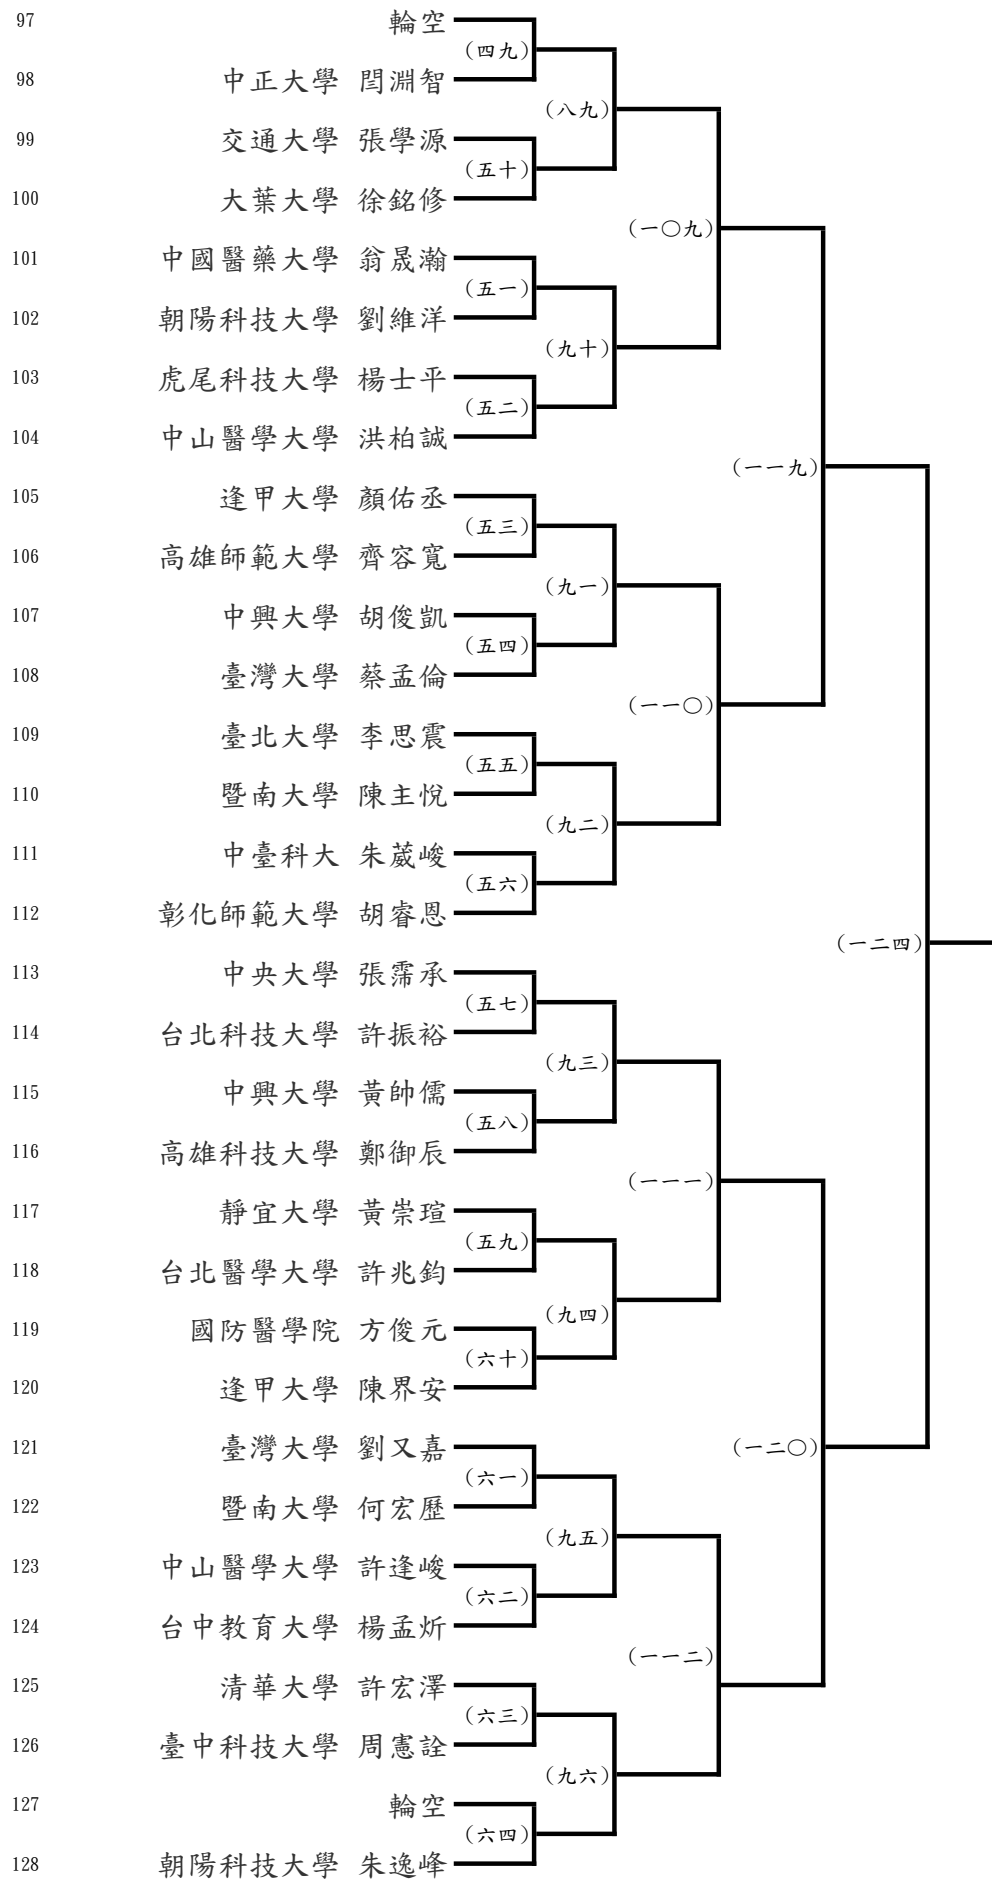 97 輪空
(四九)
98 中正大學 閆淵智
(八九)
99 交通大學 張學源
(五十)
100 大葉大學 徐銘修
(一〇九)
101 中國醫藥大學 翁晟瀚
(五一)
102 朝陽科技大學 劉維洋
(九十)
103 虎尾科技大學 楊士平
(五二)
104 中山醫學大學 洪柏誠
(一一九)
105 逢甲大學 顏佑丞
(五三)
106 高雄師範大學 齊容寬
(九一)
107 中興大學 胡俊凱
(五四)
108 臺灣大學 蔡孟倫
(一一〇)
109 臺北大學 李思震
(五五)
110 暨南大學 陳主悅
(九二)
111 中臺科大 朱葳峻
(五六)
112 彰化師範大學 胡睿恩
(一二四)
113 中央大學 張霈承
(五七)
114 台北科技大學 許振裕
(九三)
115 中興大學 黃帥儒
(五八)
116 高雄科技大學 鄭御辰
(一一一)
117 靜宜大學 黃崇瑄
(五九)
118 台北醫學大學 許兆鈞
(九四)
119 國防醫學院 方俊元
(六十)
120 逢甲大學 陳界安
(一二〇)
121 臺灣大學 劉又嘉
(六一)
122 暨南大學 何宏歷
(九五)
123 中山醫學大學 許逢峻
(六二)
124 台中教育大學 楊孟炘
(一一二)
125 清華大學 許宏澤
(六三)
126 臺中科技大學 周憲詮
(九六)
127 輪空
(六四)
128 朝陽科技大學 朱逸峰